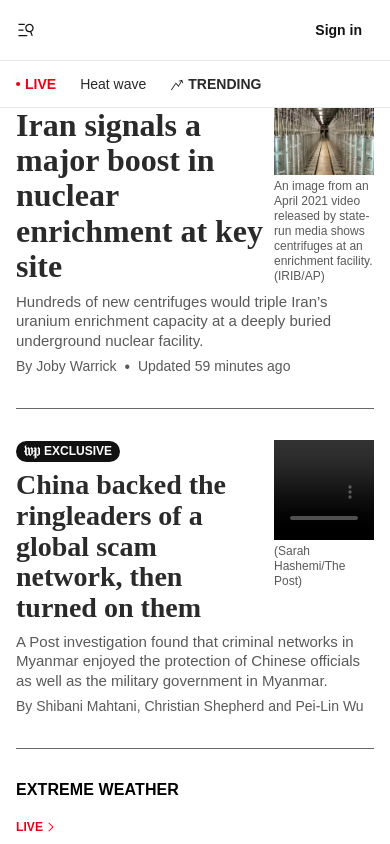 Sign in
LIVE
Heat wave
TRENDING
Iran signals a
major boost in
nuclear
enrichment at key
site
An image from an
April 2021 video
released by state-
run media shows
centrifuges at an
enrichment facility.
(IRIB/AP)
Hundreds of new centrifuges would triple Iran’s
uranium enrichment capacity at a deeply buried
underground nuclear facility.
By Joby Warrick • Updated 59 minutes ago
wp EXCLUSIVE
China backed the
ringleaders of a
global scam
network, then
turned on them
(Sarah
Hashemi/The
Post)
A Post investigation found that criminal networks in
Myanmar enjoyed the protection of Chinese officials
as well as the military government in Myanmar.
By Shibani Mahtani, Christian Shepherd and Pei-Lin Wu
EXTREME WEATHER
LIVE